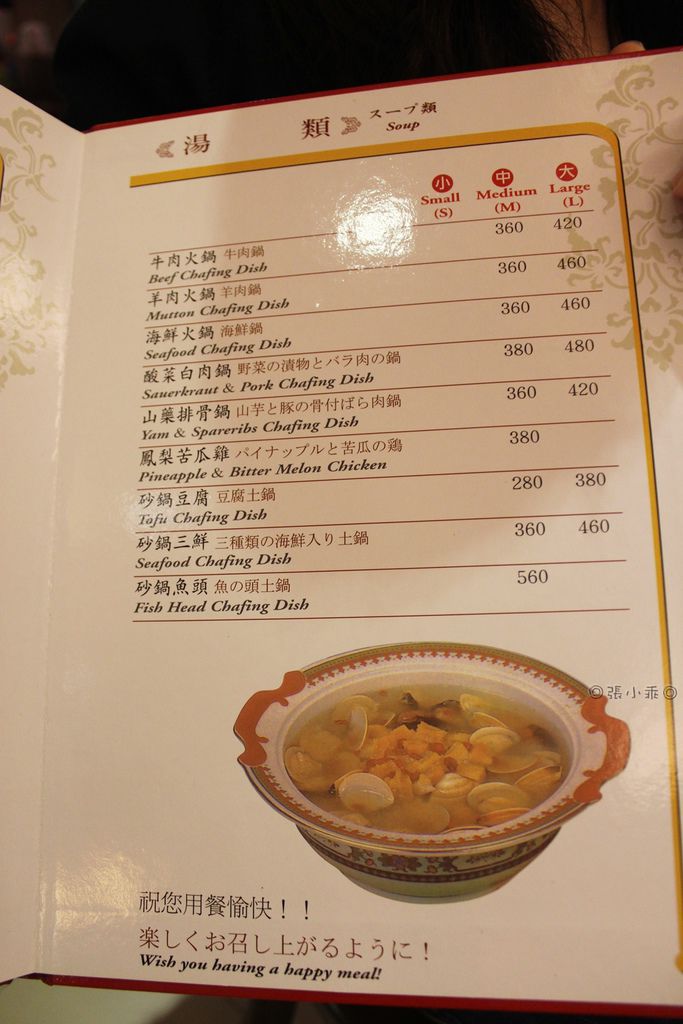 湯 類 スープ類
Soup
小 中 大
Small Medium Large
(S) (M) (L)
360 420
牛肉火鍋 牛肉鍋
Beef Chafing Dish
360 460
羊肉火鍋 羊肉鍋
Mutton Chafing Dish
360 460
海鮮火鍋 海鮮鍋
Seafood Chafing Dish
380 480
酸菜白肉鍋 野菜の漬物とバラ肉の鍋
Sauerkraut & Pork Chafing Dish
360 420
山藥排骨鍋 山芋と豚の骨付ばら肉鍋
Yam & Spareribs Chafing Dish
380
鳳梨苦瓜雞 パイナップルと苦瓜の鶏
Pineapple & Bitter Melon Chicken
280 380
砂鍋豆腐 豆腐土鍋
Tofu Chafing Dish
360 460
砂鍋三鮮 三種類の海鮮入り土鍋
Seafood Chafing Dish
560
砂鍋魚頭 魚の頭土鍋
Fish Head Chafing Dish
◎張小乖◎
祝您用餐愉快！！
楽しくお召し上がるように！
Wish you having a happy meal!